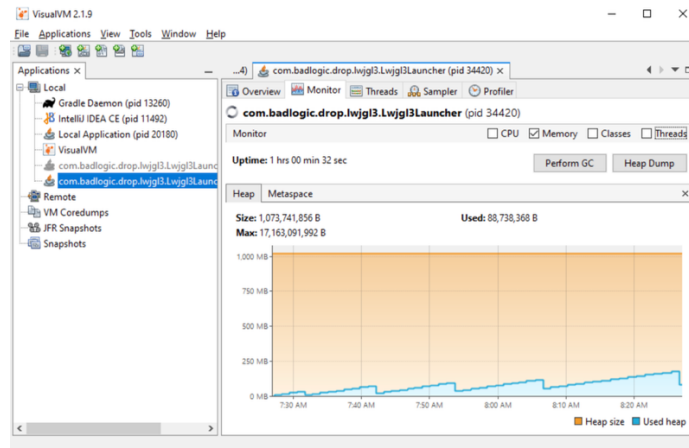 VisualVM 2.1.9
File Applications View Tools Window Help
Applications ×
Local
Gradle Daemon (pid 13260)
IntelliJ IDEA CE (pid 11492)
Local Application (pid 20180)
VisualVM
com.badlogic.drop.lwjgl3.Lwjgl3Launc
com.badlogic.drop.lwjgl3.Lwjgl3Launc
Remote
VM Coredumps
JFR Snapshots
Snapshots
...4) com.badlogic.drop.lwjgl3.Lwjgl3Launcher (pid 34420) ×
Overview Monitor Threads Sampler Profiler
com.badlogic.drop.lwjgl3.Lwjgl3Launcher (pid 34420)
Monitor CPU Memory Classes Threads
Uptime: 1 hrs 00 min 32 sec Perform GC Heap Dump
Heap Metaspace ×
Size: 1,073,741,856 B Used: 88,738,368 B
Max: 17,163,091,992 B
1,000 MB
750 MB
500 MB
250 MB
0 MB
7:30 AM 7:40 AM 7:50 AM 8:00 AM 8:10 AM 8:20 AM
Heap size Used heap